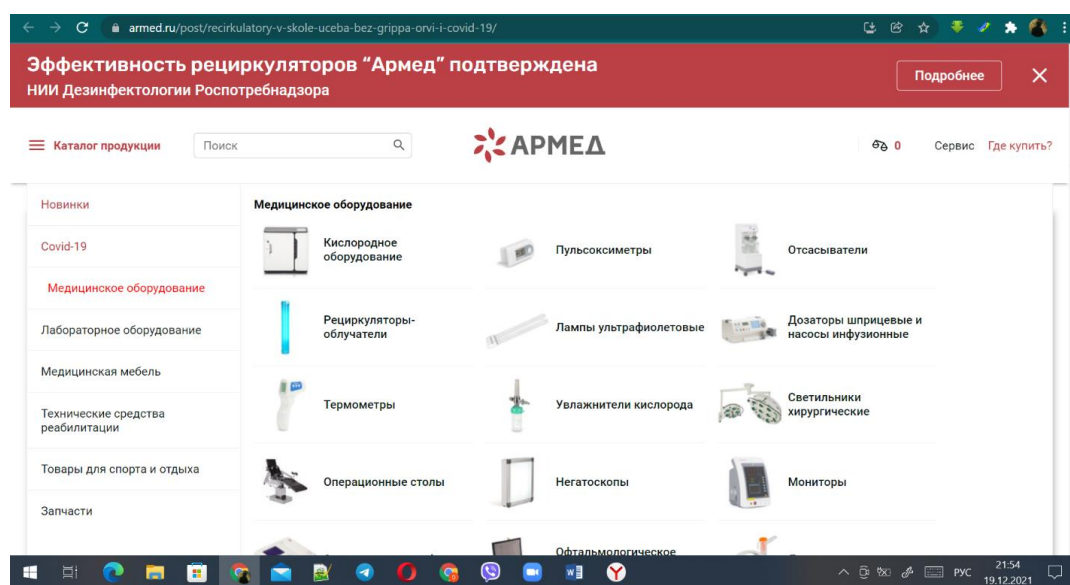 armed.ru/post/recirkulatory-v-skole-uceba-bez-grippa-orvi-i-covid-19/
Эффективность рециркуляторов “Армед” подтверждена
НИИ Дезинфектологии Роспотребнадзора
Подробнее
Каталог продукции
Поиск
АРМЕД
0
Сервис
Где купить?
Новинки
Covid-19
Медицинское оборудование
Лабораторное оборудование
Медицинская мебель
Технические средства
реабилитации
Товары для спорта и отдыха
Запчасти
Медицинское оборудование
Кислородное
оборудование
Пульсоксиметры
Отсасыватели
Рециркуляторы-
облучатели
Лампы ультрафиолетовые
Дозаторы шприцевые и
насосы инфузионные
Термометры
Увлажнители кислорода
Светильники
хирургические
Операционные столы
Негатоскопы
Мониторы
Офтальмологическое
РУС
21:54
19.12.2021